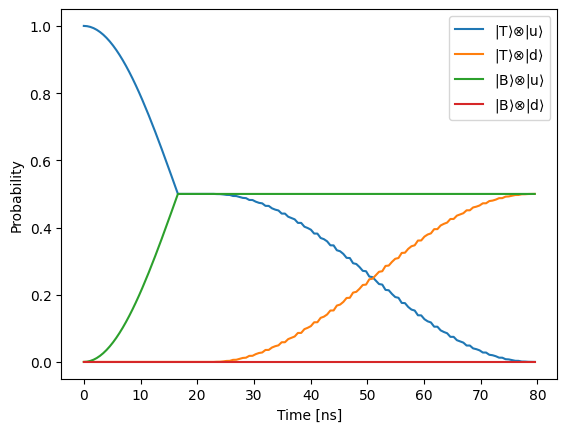 1.0
0.8
0.6
0.4
0.2
0.0
Probability
|T⟩⊗|u⟩
|T⟩⊗|d⟩
|B⟩⊗|u⟩
|B⟩⊗|d⟩
0 10 20 30 40 50 60 70 80
Time [ns]